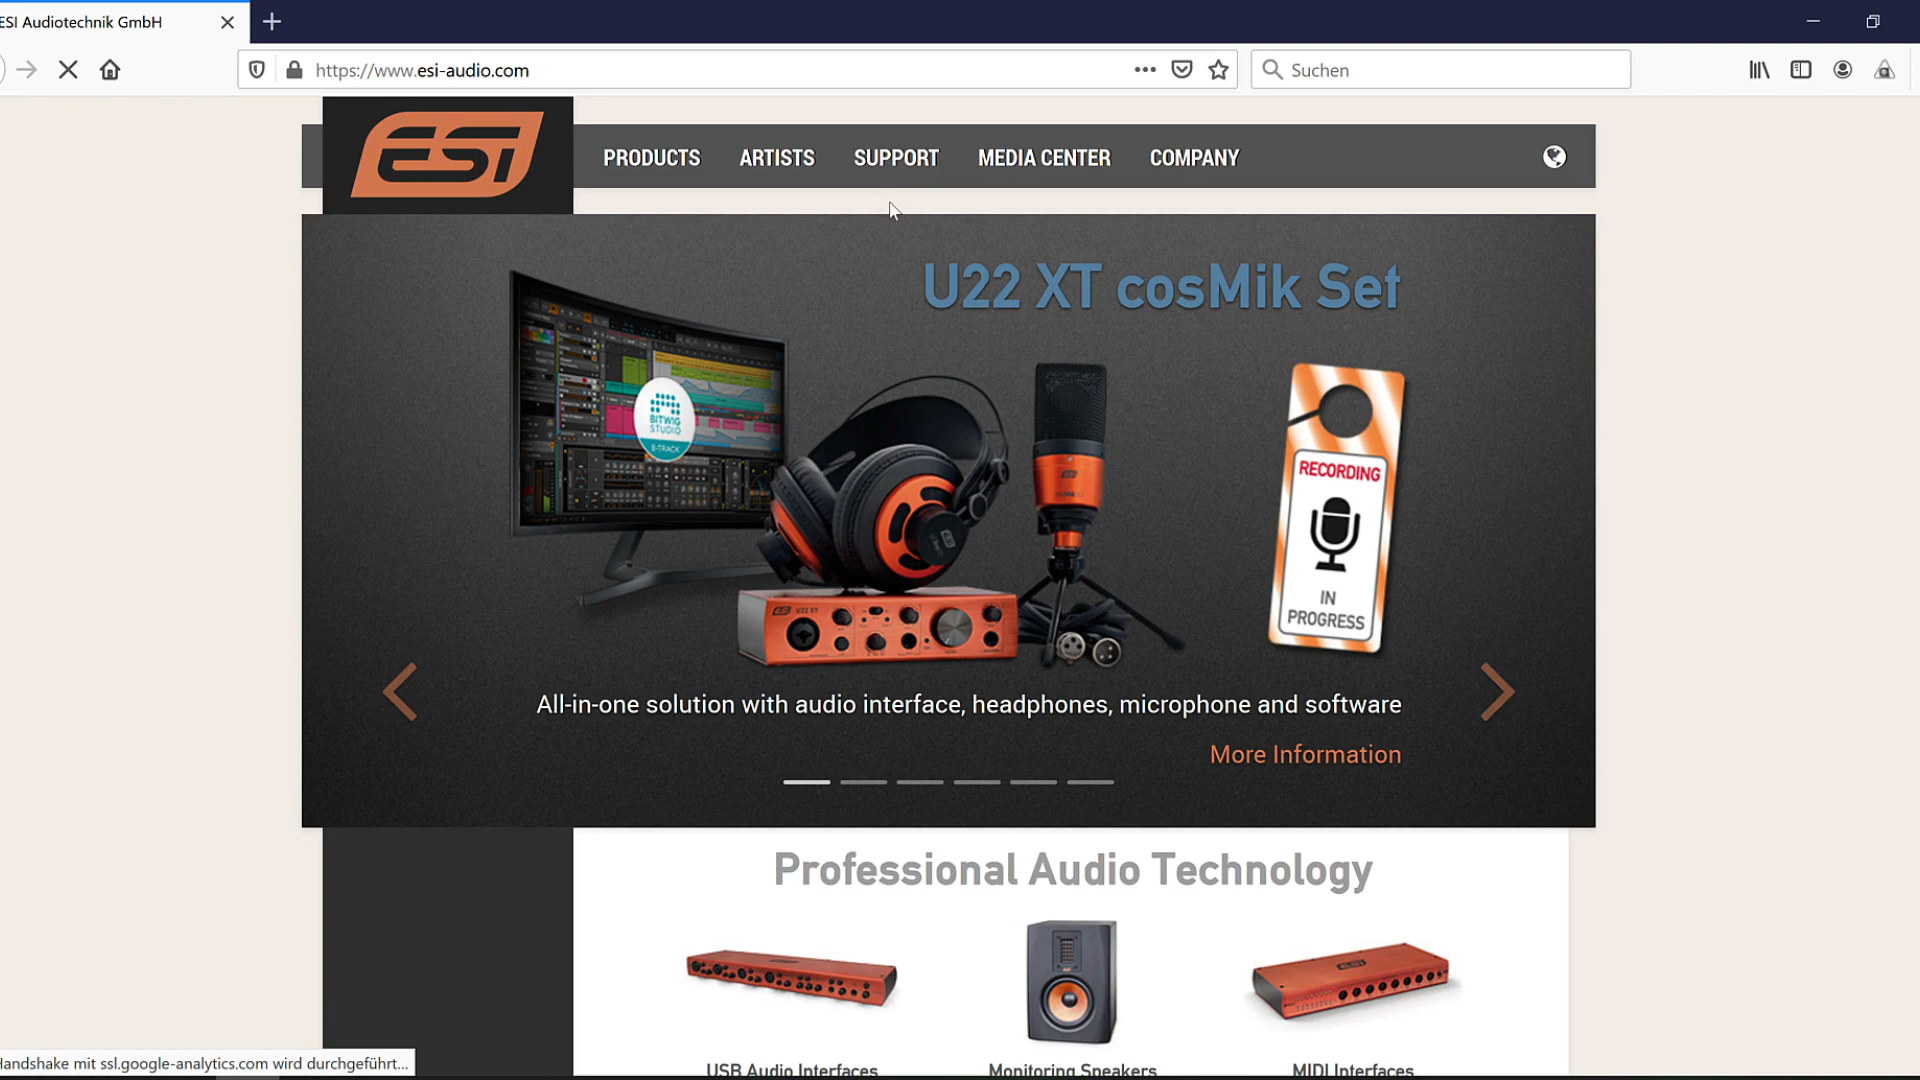 ESI Audiotechnik GmbH
https://www.esi-audio.com
Suchen
ESI
PRODUCTS
ARTISTS
SUPPORT
MEDIA CENTER
COMPANY
U22 XT cosMik Set
BITWIG
STUDIO
8-TRACK
RECORDING
IN
PROGRESS
ESI
U22 XT
All-in-one solution with audio interface, headphones, microphone and software
More Information
Professional Audio Technology
USB Audio Interfaces
Monitoring Speakers
MIDI Interfaces
Handshake mit ssl.google-analytics.com wird durchgeführt...